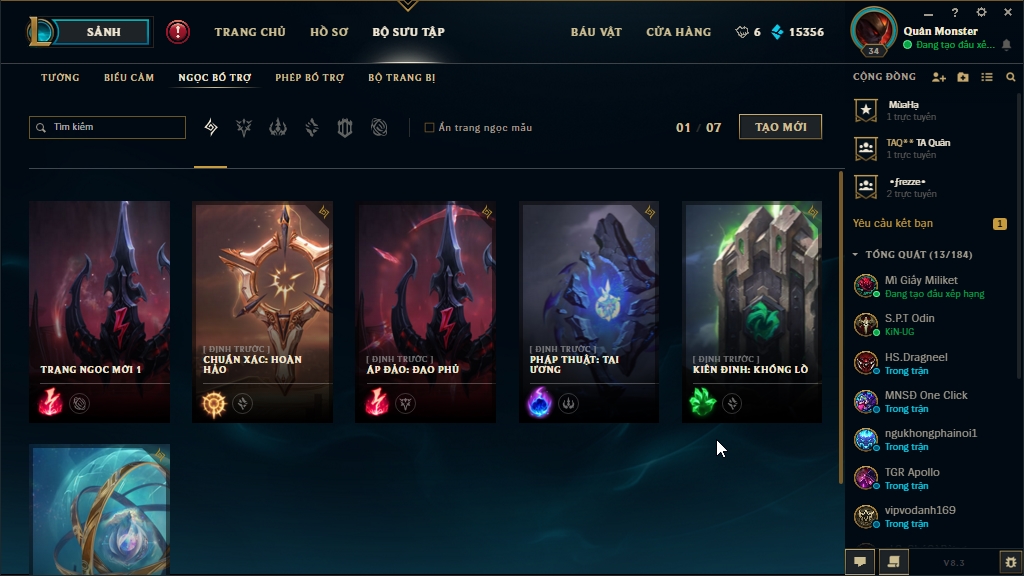 SẢNH
TRANG CHỦ
HỒ SƠ
BỘ SƯU TẬP
BÁU VẬT
CỬA HÀNG
6
15356
34
Quân Monster
Đang tạo đấu xế...
TƯỚNG
BIỂU CẢM
NGỌC BỔ TRỢ
PHÉP BỔ TRỢ
BỘ TRANG BỊ
Tìm kiếm
Ẩn trang ngọc mẫu
01 / 07
TẠO MỚI
TRANG NGỌC MỚI 1
[ ĐỊNH TRƯỚC ]
CHUẨN XÁC: HOÀN
HẢO
[ ĐỊNH TRƯỚC ]
ÁP ĐẢO: ĐAO PHỦ
[ ĐỊNH TRƯỚC ]
PHÁP THUẬT: TAI
ƯƠNG
[ ĐỊNH TRƯỚC ]
KIÊN ĐỊNH: KHỔNG LỒ
CỘNG ĐỒNG
MùaHạ
1 trực tuyến
TAQ** TA Quân
1 trực tuyến
•ƒrezze•
2 trực tuyến
Yêu cầu kết bạn
1
TỔNG QUÁT (13/184)
Mì Giấy Miliket
Đang tạo đấu xếp hạng
S.P.T Odin
KiN-UG
HS.Dragneel
Trong trận
MNSĐ One Click
Trong trận
ngukhongphainoi1
Trong trận
TGR Apollo
Trong trận
vipvodanh169
Trong trận
V8.3